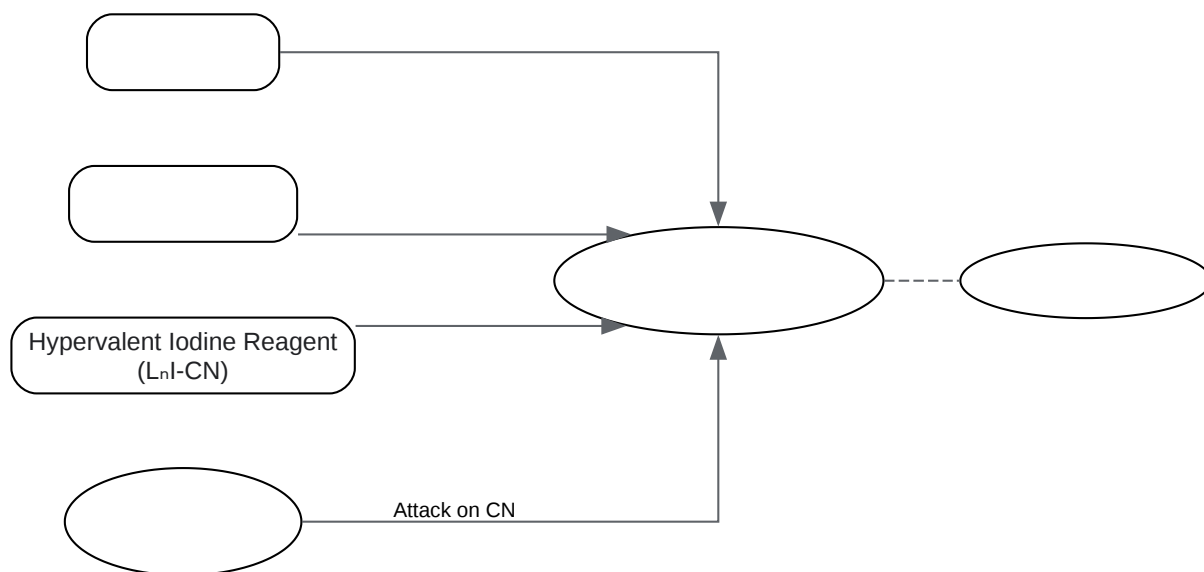 Hypervalent Iodine Reagent
(LₙI-CN)
Attack on CN